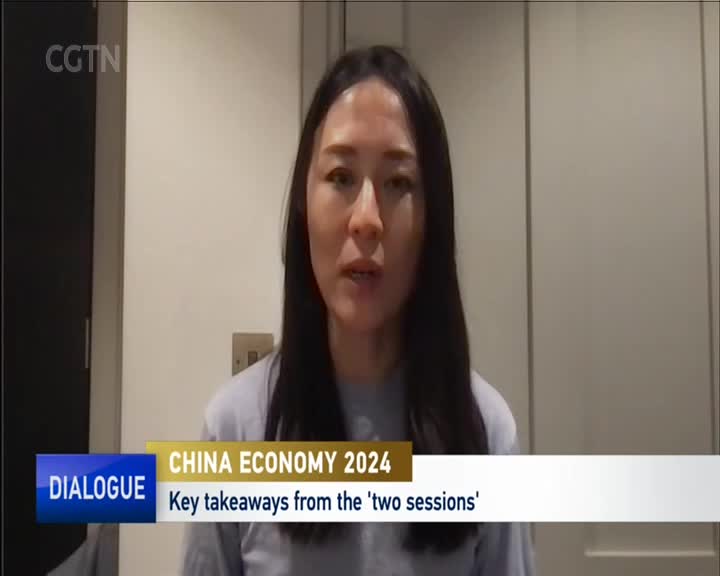 CGTN
CHINA ECONOMY 2024
DIALOGUE
Key takeaways from the 'two sessions'